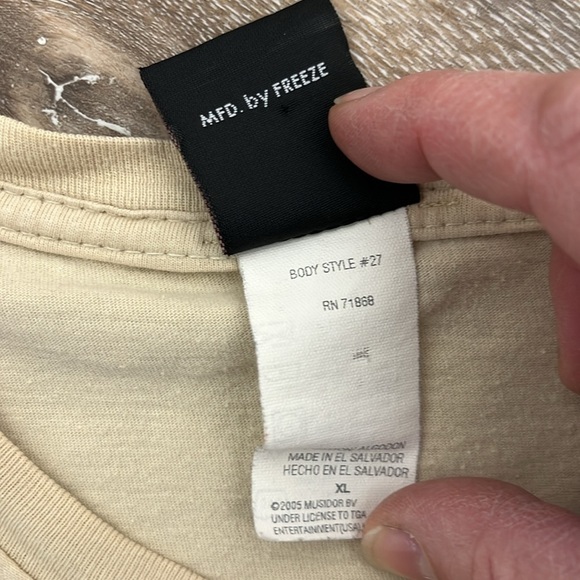 MFD. by FREEZE
BODY STYLE #27
RN 71868
ALGODON
MADE IN EL SALVADOR
HECHO EN EL SALVADOR
XL
©2005 MUSIDOR BV
UNDER LICENSE TO TGA
ENTERTAINMENT(USA)